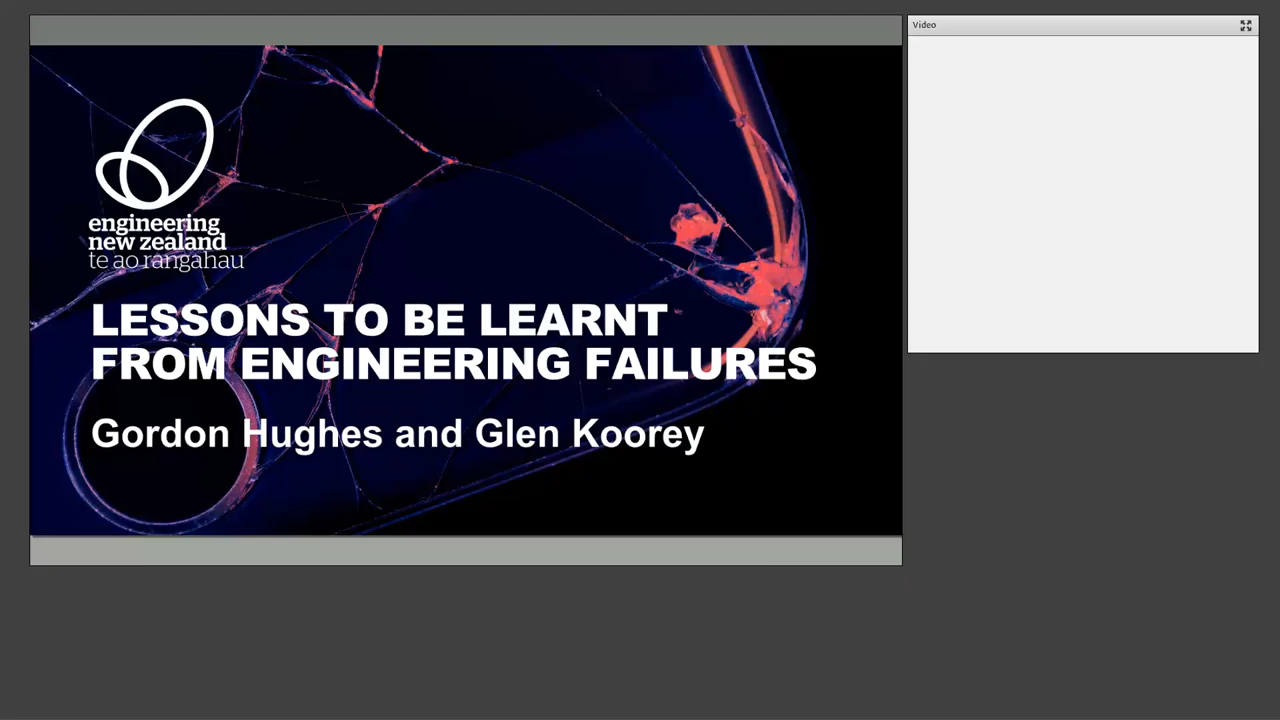 Video
engineering
new zealand
te ao rangahau
LESSONS TO BE LEARNT
FROM ENGINEERING FAILURES
Gordon Hughes and Glen Koorey